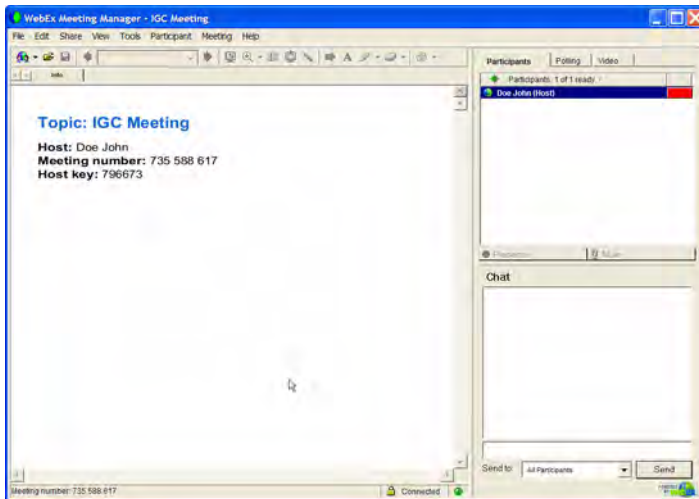 WebEx Meeting Manager - IGC Meeting
File Edit Share View Tools Participant Meeting Help
Info
Topic: IGC Meeting
Host: Doe John
Meeting number: 735 588 617
Host key: 796673
Participants Polling Video
Participants: 1 of 1 ready
Doe John (Host)
Presenter Mute
Chat
Send to: All Participants Send
Meeting number: 735 588 617 Connected